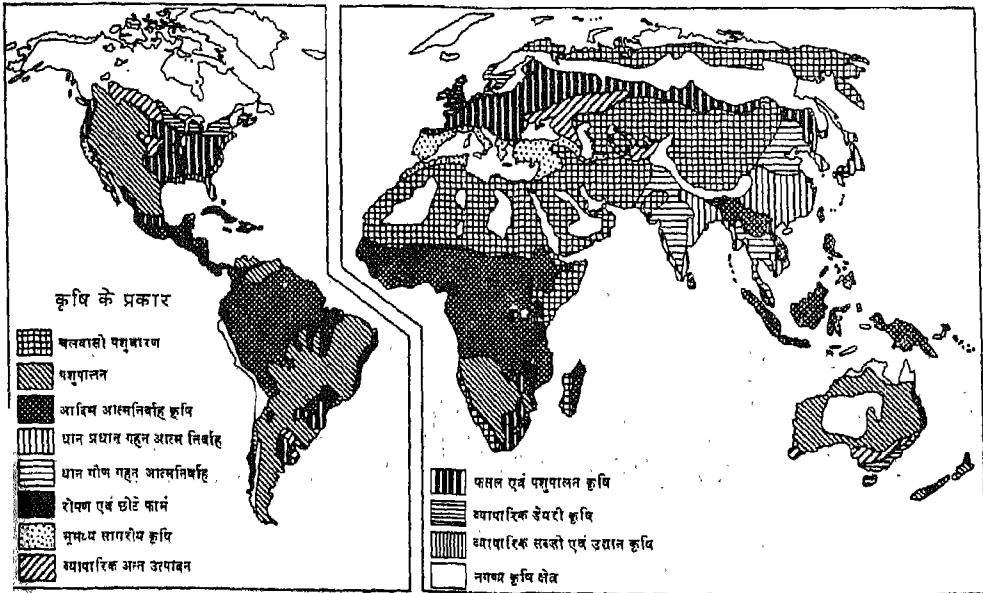 कृषि के प्रकार
चलवासी पशुचारण
पशुपालन
आदिम आत्मनिर्वाह कृषि
धान प्रधान गहन आत्म निर्वाह
धान गौण गहन आत्मनिर्वाह
रोपण एवं छोटे फार्म
भूमध्य सागरीय कृषि
व्यापारिक अन्न उत्पादन
फसल एवं पशुपालन कृषि
व्यापारिक डेयरी कृषि
व्यापारिक सब्जी एवं उद्यान कृषि
नगण्य कृषि क्षेत्र